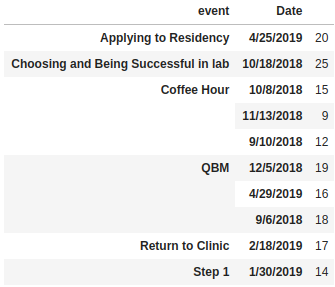 event Date
Applying to Residency 4/25/2019 20
Choosing and Being Successful in lab 10/18/2018 25
Coffee Hour 10/8/2018 15
11/13/2018 9
9/10/2018 12
QBM 12/5/2018 19
4/29/2019 16
9/6/2018 18
Return to Clinic 2/18/2019 17
Step 1 1/30/2019 14